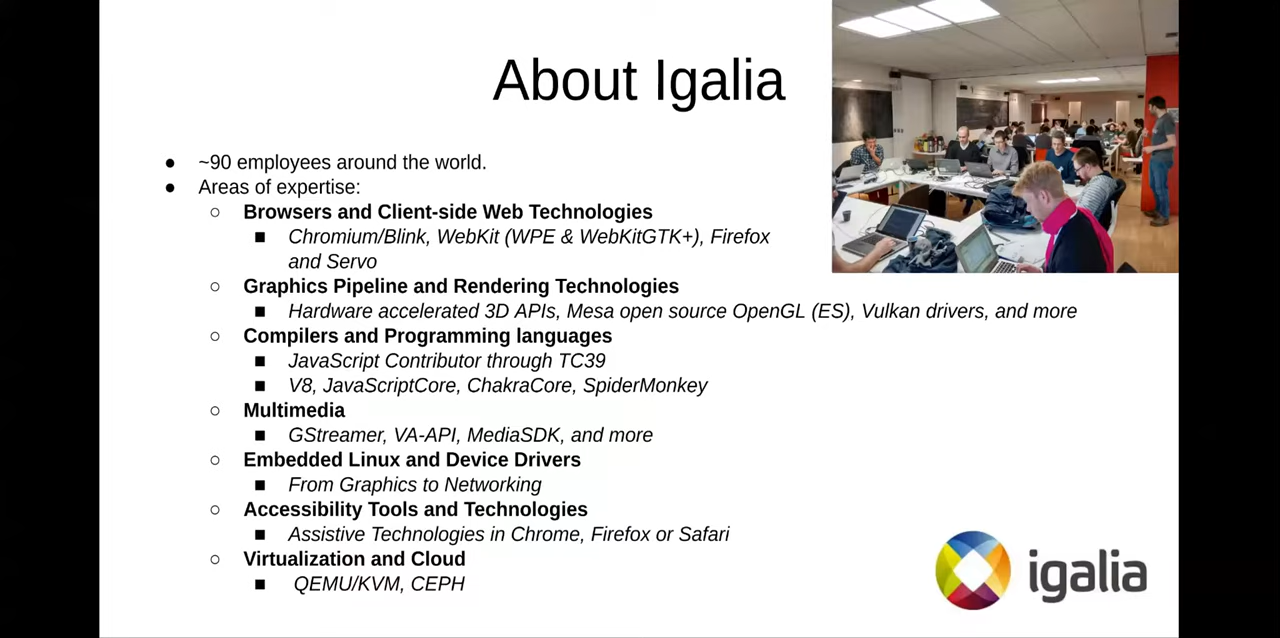 About Igalia
● ~90 employees around the world.
● Areas of expertise:
○ Browsers and Client-side Web Technologies
■ Chromium/Blink, WebKit (WPE & WebKitGTK+), Firefox
and Servo
○ Graphics Pipeline and Rendering Technologies
■ Hardware accelerated 3D APIs, Mesa open source OpenGL (ES), Vulkan drivers, and more
○ Compilers and Programming languages
■ JavaScript Contributor through TC39
■ V8, JavaScriptCore, ChakraCore, SpiderMonkey
○ Multimedia
■ GStreamer, VA-API, MediaSDK, and more
○ Embedded Linux and Device Drivers
■ From Graphics to Networking
○ Accessibility Tools and Technologies
■ Assistive Technologies in Chrome, Firefox or Safari
○ Virtualization and Cloud
■ QEMU/KVM, CEPH
igalia